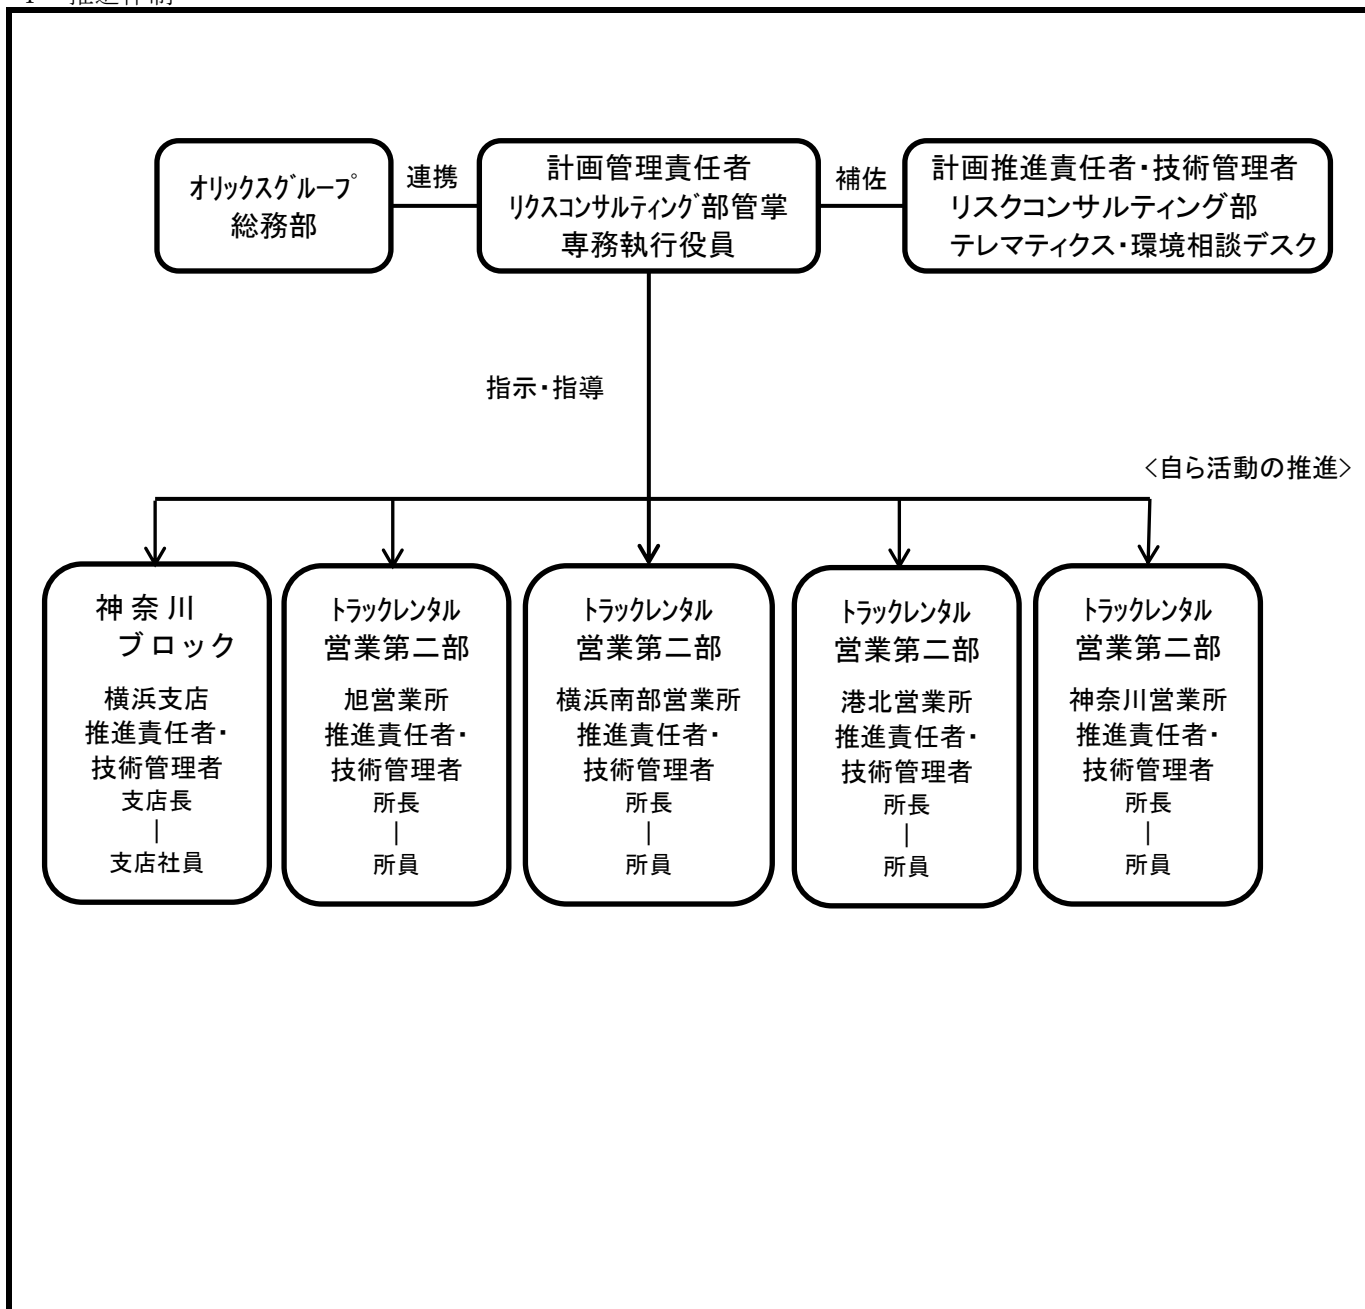 オリックスグループ
総務部
連携
計画管理責任者
リクスコンサルティング部管掌
専務執行役員
補佐
計画推進責任者・技術管理者
リスクコンサルティング部
テレマティクス・環境相談デスク
指示・指導
<自ら活動の推進>
神奈川
ブロック
横浜支店
推進責任者・
技術管理者
支店長
|
支店社員
トラックレンタル
営業第二部
旭営業所
推進責任者・
技術管理者
所長
|
所員
トラックレンタル
営業第二部
横浜南部営業所
推進責任者・
技術管理者
所長
|
所員
トラックレンタル
営業第二部
港北営業所
推進責任者・
技術管理者
所長
|
所員
トラックレンタル
営業第二部
神奈川営業所
推進責任者・
技術管理者
所長
|
所員